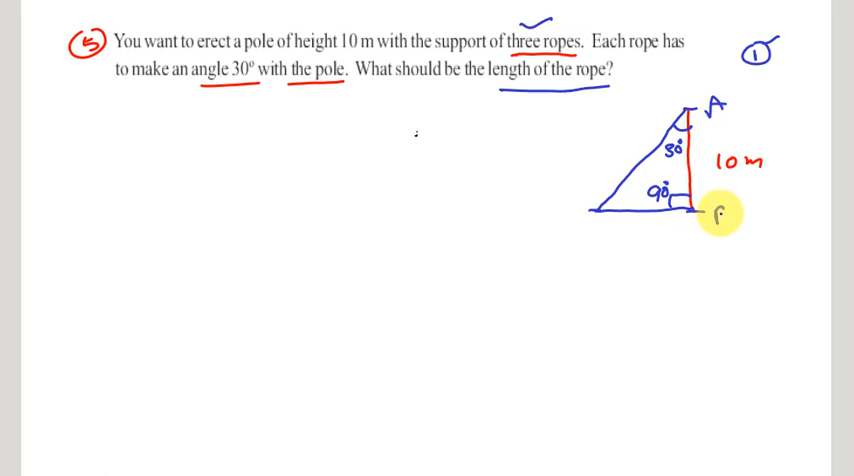 5 You want to erect a pole of height 10 m with the support of three ropes. Each rope has
to make an angle 30° with the pole. What should be the length of the rope?
1
A
30°
10 m
90°